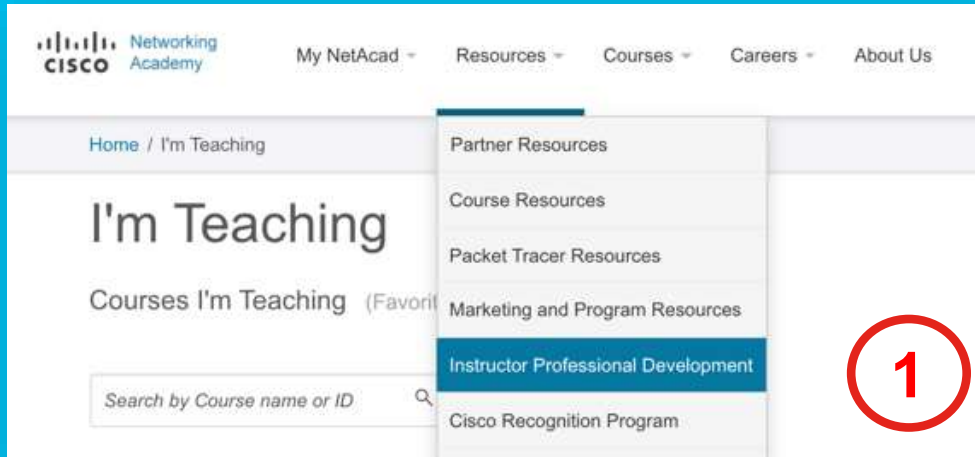 Networking
CISCO Academy
My NetAcad Resources Courses Careers About Us
Home / I'm Teaching
Partner Resources
Course Resources
Packet Tracer Resources
Marketing and Program Resources
Instructor Professional Development
Cisco Recognition Program
I'm Teaching
Courses I'm Teaching
Search by Course name or ID
1